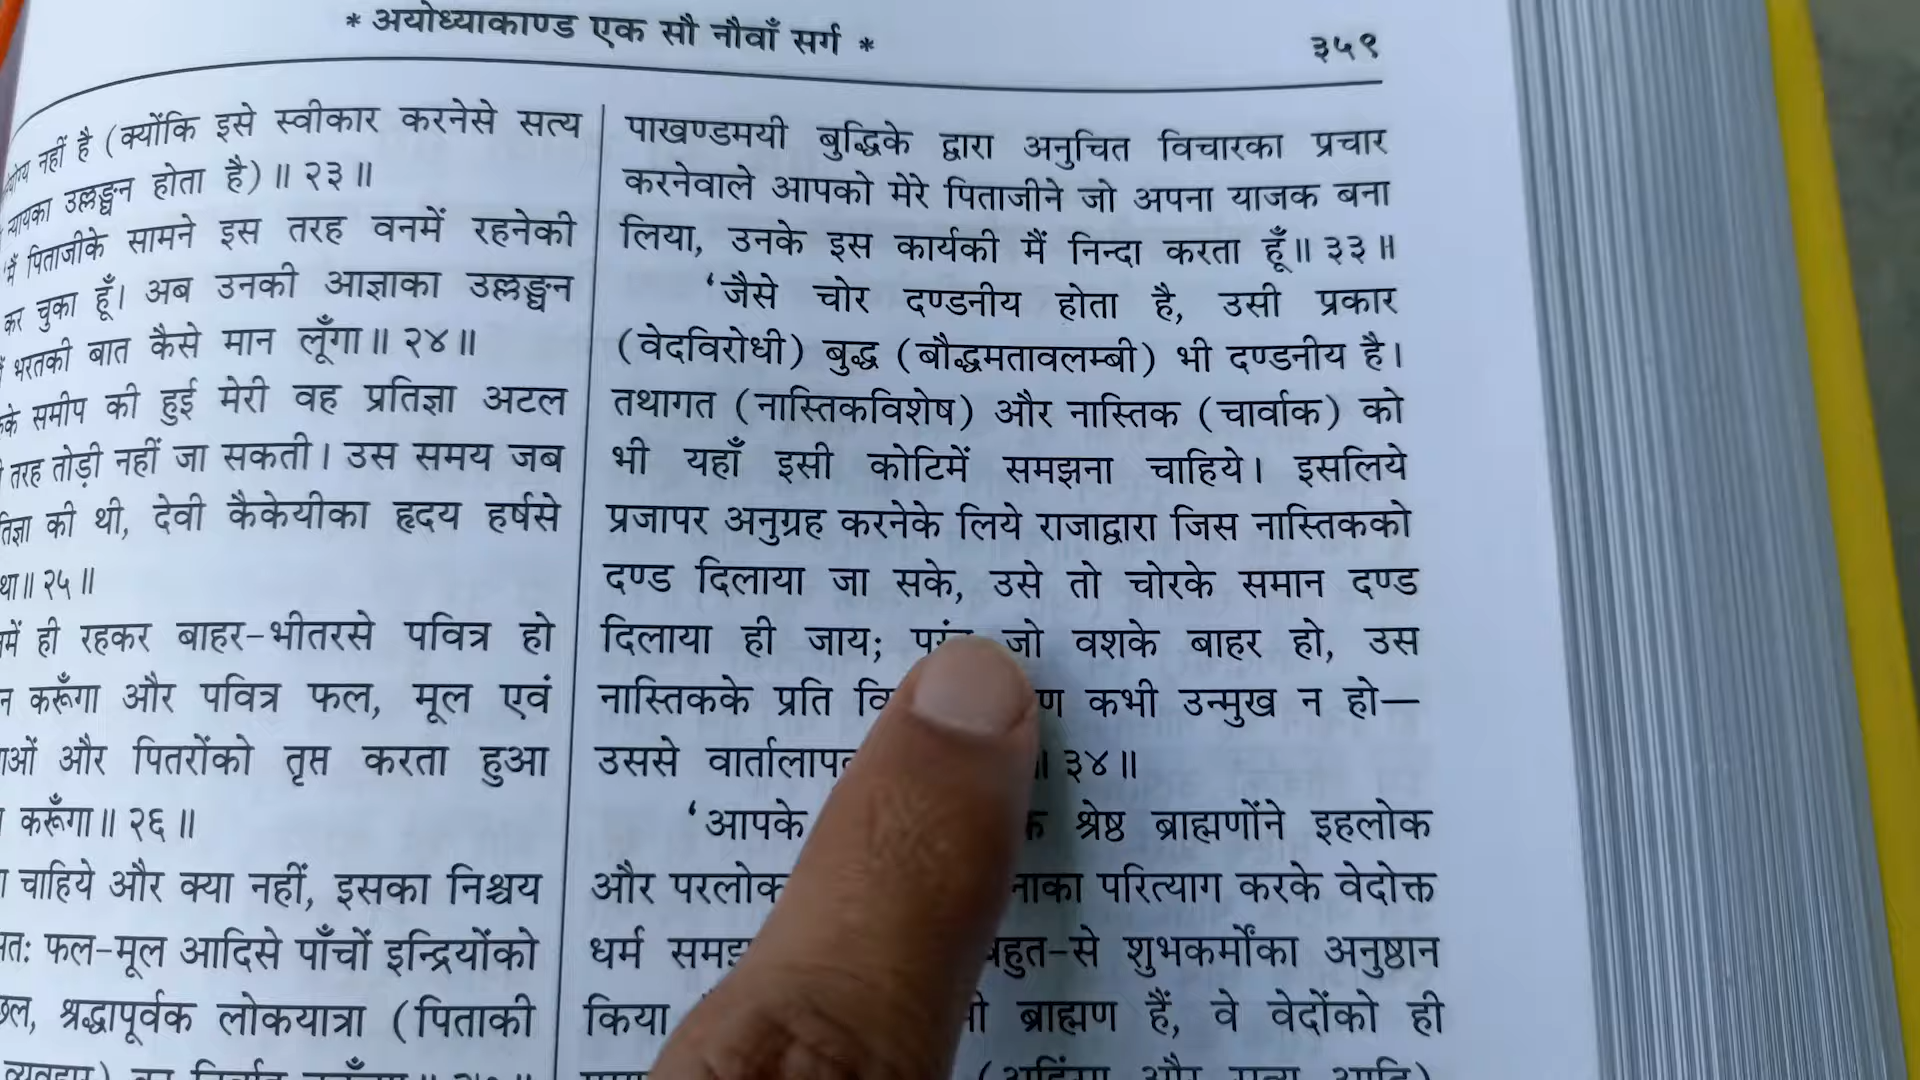 * अयोध्याकाण्ड एक सौ नौवाँ सर्ग *
३५९
नहीं है (क्योंकि इसे स्वीकार करनेसे सत्य
न्यायका उल्लङ्घन होता है)॥ २३॥
'मैं पिताजीके सामने इस तरह वनमें रहनेकी
कर चुका हूँ। अब उनकी आज्ञाका उल्लङ्घन
भरतकी बात कैसे मान लूँगा॥ २४॥
समीप की हुई मेरी वह प्रतिज्ञा अटल
तरह तोड़ी नहीं जा सकती। उस समय जब
की थी, देवी कैकेयीका हृदय हर्षसे
था॥ २५॥
ही रहकर बाहर-भीतरसे पवित्र हो
करूँगा और पवित्र फल, मूल एवं
और पितरोंको तृप्त करता हुआ
करूँगा॥ २६॥
चाहिये और क्या नहीं, इसका निश्चय
फल-मूल आदिसे पाँचों इन्द्रियोंको
श्रद्धापूर्वक लोकयात्रा (पिताकी
पाखण्डमयी बुद्धिके द्वारा अनुचित विचारका प्रचार
करनेवाले आपको मेरे पिताजीने जो अपना याजक बना
लिया, उनके इस कार्यकी मैं निन्दा करता हूँ॥ ३३॥
'जैसे चोर दण्डनीय होता है, उसी प्रकार
(वेदविरोधी) बुद्ध (बौद्धमतावलम्बी) भी दण्डनीय है।
तथागत (नास्तिकविशेष) और नास्तिक (चार्वाक) को
भी यहाँ इसी कोटिमें समझना चाहिये। इसलिये
प्रजापर अनुग्रह करनेके लिये राजाद्वारा जिस नास्तिकको
दण्ड दिलाया जा सके, उसे तो चोरके समान दण्ड
दिलाया ही जाय; जो वशके बाहर हो, उस
नास्तिकके प्रति कभी उन्मुख न हो—
उससे ३४॥
'आपके श्रेष्ठ ब्राह्मणोंने इहलोक
और परित्याग करके वेदोक्त
धर्म शुभकर्मोंका अनुष्ठान
किया ब्राह्मण हैं, वे वेदोंको ही